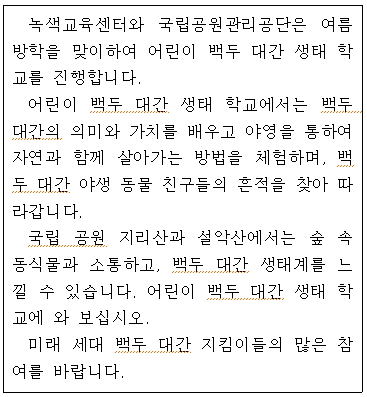 녹색교육센터와 국립공원관리공단은 여름
방학을 맞이하여 어린이 백두 대간 생태 학
교를 진행합니다.
어린이 백두 대간 생태 학교에서는 백두
대간의 의미와 가치를 배우고 야영을 통하여
자연과 함께 살아가는 방법을 체험하며, 백
두 대간 야생 동물 친구들의 흔적을 찾아 따
라갑니다.
국립 공원 지리산과 설악산에서는 숲 속
동식물과 소통하고, 백두 대간 생태계를 느
낄 수 있습니다. 어린이 백두 대간 생태 학
교에 와 보십시오.
미래 세대 백두 대간 지킴이들의 많은 참
여를 바랍니다.